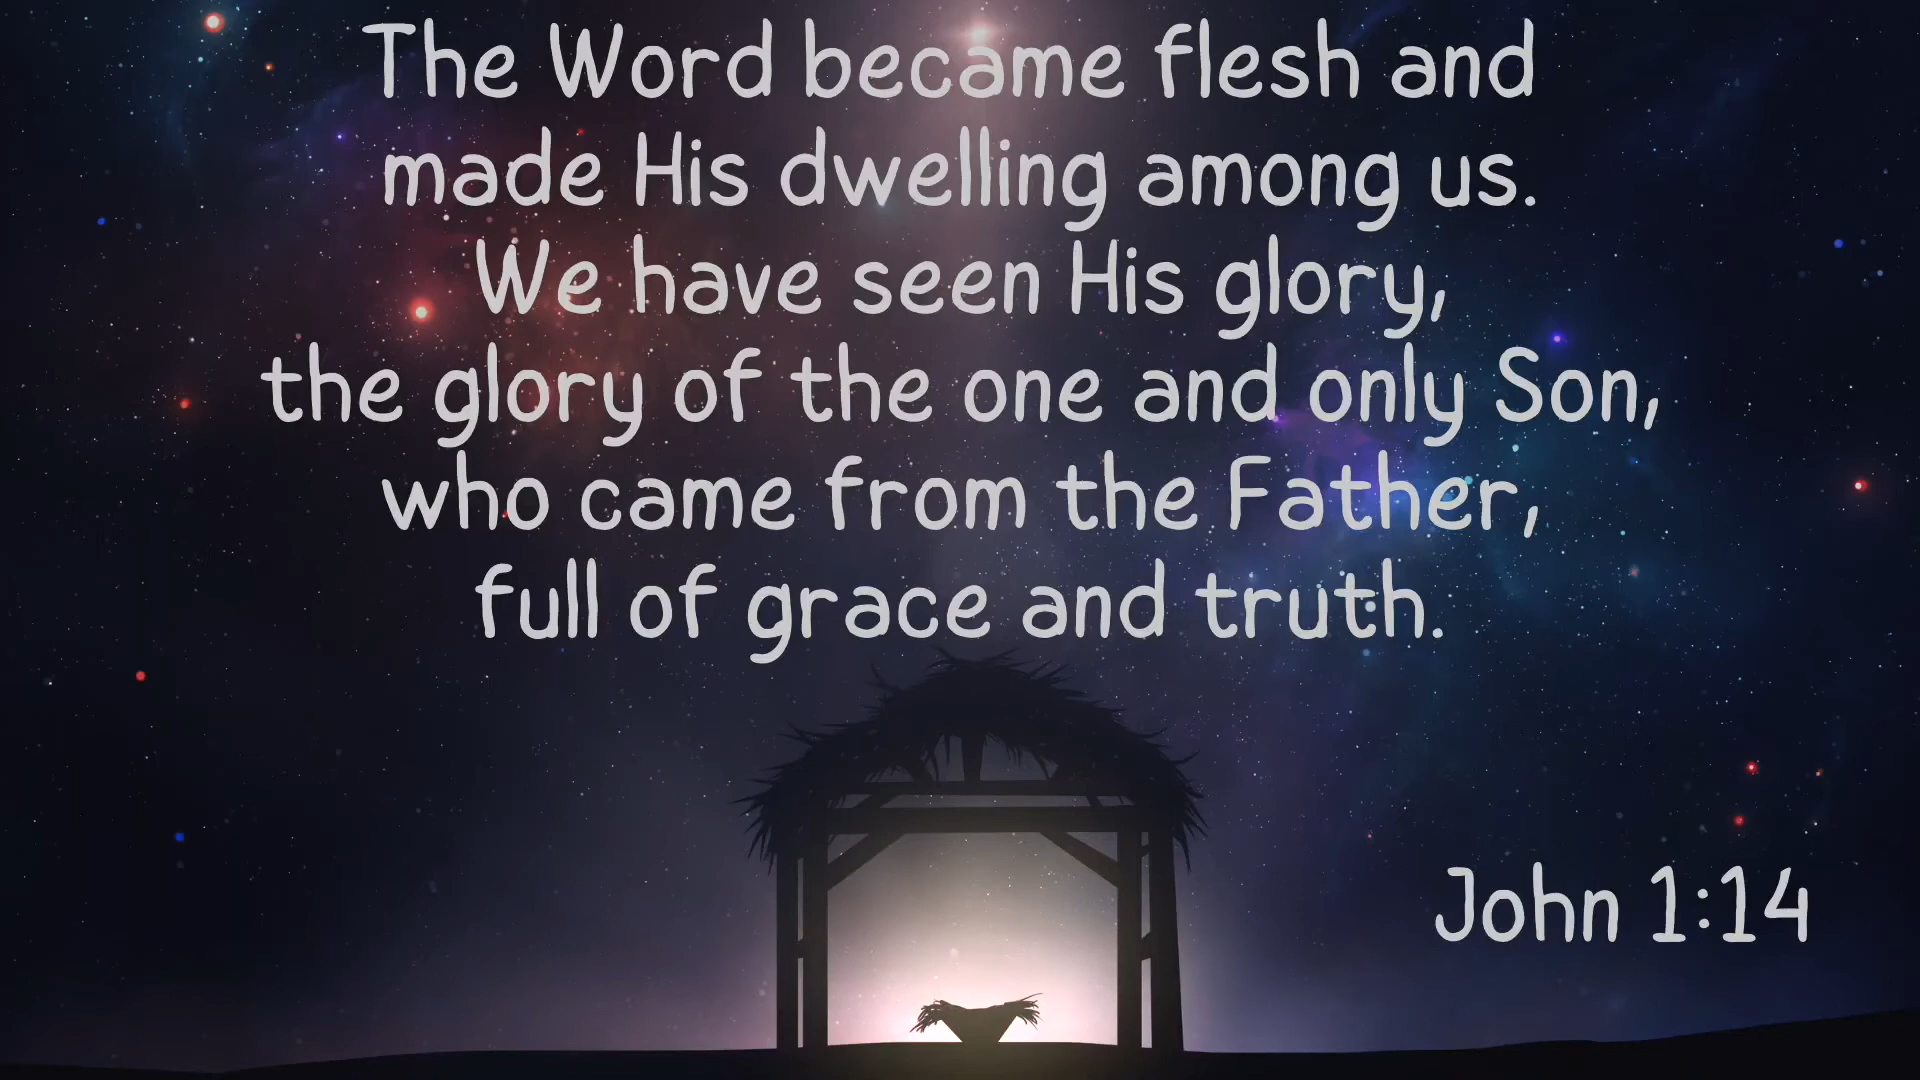 The Word became flesh and
made His dwelling among us.
We have seen His glory,
the glory of the one and only Son,
who came from the Father,
full of grace and truth.
John 1:14